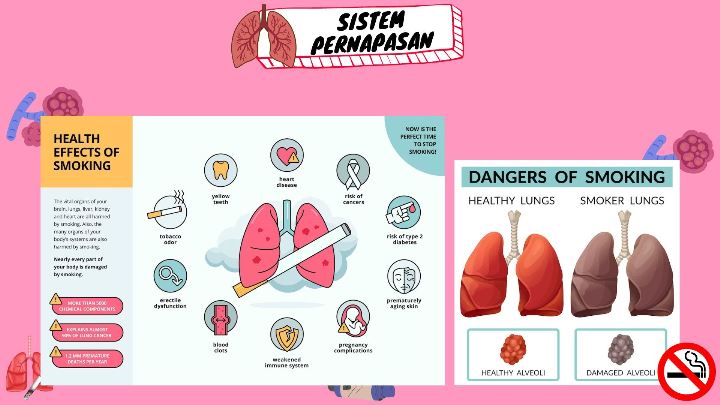 SISTEM
PERNAPASAN
HEALTH
EFFECTS OF
SMOKING
The vital organs of your
brain, lungs, liver, kidney
and heart are all harmed
by smoking. Also, the
many organs of your
body's systems are also
harmed by smoking.
Nearly every part of
your body is damaged
by smoking.
MORE THAN 5000
CHEMICAL COMPONENTS
EXPLAINS ALMOST
90% OF LUNG CANCER
1.2 MM PREMATURE
DEATHS PER YEAR
NOW IS THE
PERFECT TIME
TO STOP
SMOKING!
heart
disease
yellow
teeth
risk of
cancers
tobacco
odor
risk of type 2
diabetes
erectile
dysfunction
prematurely
aging skin
blood
clots
pregnancy
complications
weakened
immune system
DANGERS OF SMOKING
HEALTHY LUNGS
SMOKER LUNGS
HEALTHY ALVEOLI
DAMAGED ALVEOLI